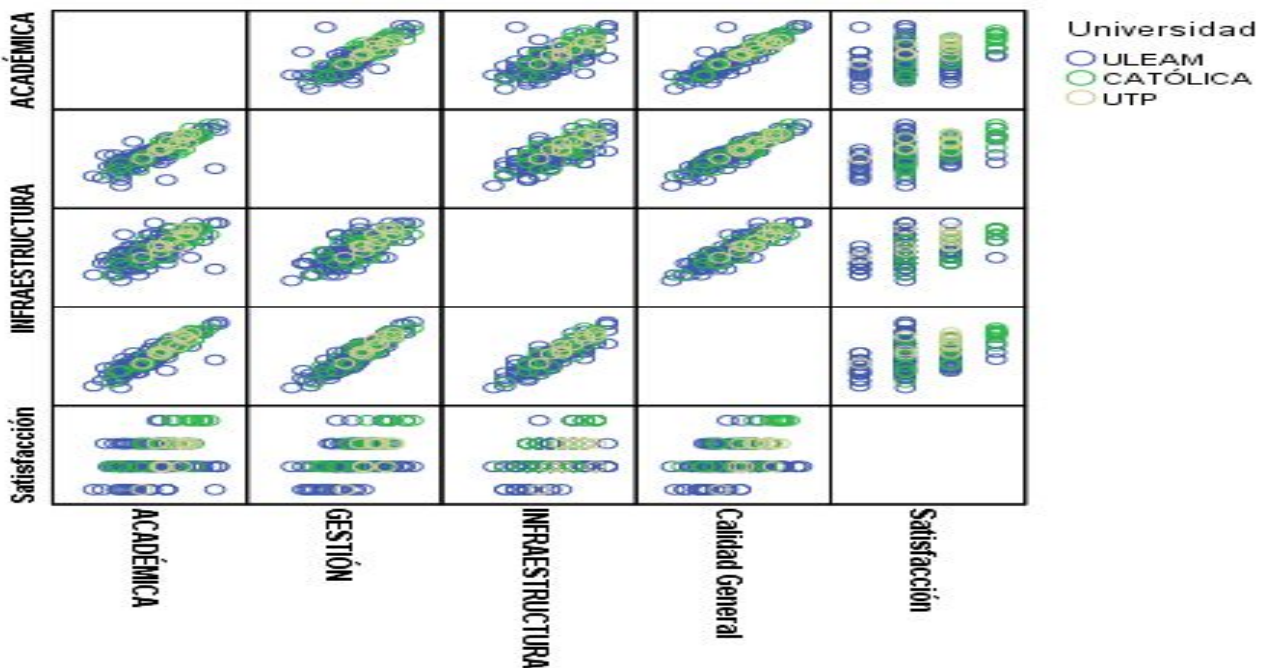 ACADÉMICA
INFRAESTRUCTURA
Satisfacción
ACADÉMICA
GESTIÓN
INFRAESTRUCTURA
Calidad General
Satisfacción
Universidad
ULEAM
CATÓLICA
UTP